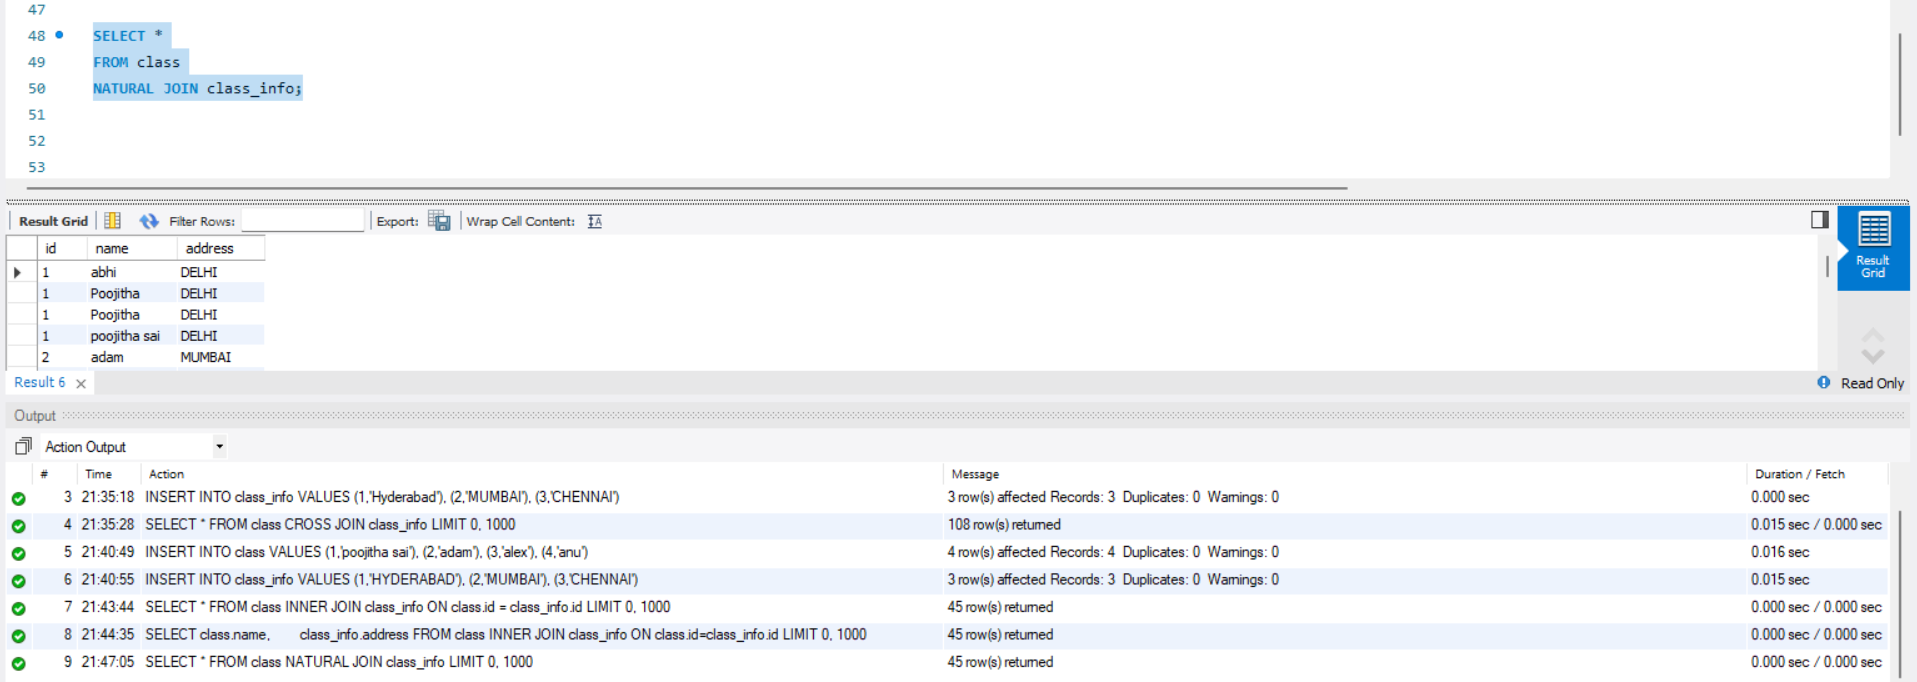 47
48 SELECT *
49 FROM class
50 NATURAL JOIN class_info;
51
52
53
Result Grid Filter Rows: Export: Wrap Cell Content: IA
id name address
1 abhi DELHI
1 Poojitha DELHI
1 Poojitha DELHI
1 poojitha sai DELHI
2 adam MUMBAI
Result
Grid
Result 6 × Read Only
Output
Action Output
# Time Action Message Duration / Fetch
3 21:35:18 INSERT INTO class_info VALUES (1,'Hyderabad'), (2,'MUMBAI'), (3,'CHENNAI') 3 row(s) affected Records: 3 Duplicates: 0 Warnings: 0 0.000 sec
4 21:35:28 SELECT * FROM class CROSS JOIN class_info LIMIT 0, 1000 108 row(s) returned 0.015 sec / 0.000 sec
5 21:40:49 INSERT INTO class VALUES (1,'poojitha sai'), (2,'adam'), (3,'alex'), (4,'anu') 4 row(s) affected Records: 4 Duplicates: 0 Warnings: 0 0.016 sec
6 21:40:55 INSERT INTO class_info VALUES (1,'HYDERABAD'), (2,'MUMBAI'), (3,'CHENNAI') 3 row(s) affected Records: 3 Duplicates: 0 Warnings: 0 0.015 sec
7 21:43:44 SELECT * FROM class INNER JOIN class_info ON class.id = class_info.id LIMIT 0, 1000 45 row(s) returned 0.000 sec / 0.000 sec
8 21:44:35 SELECT class.name, class_info.address FROM class INNER JOIN class_info ON class.id=class_info.id LIMIT 0, 1000 45 row(s) returned 0.000 sec / 0.000 sec
9 21:47:05 SELECT * FROM class NATURAL JOIN class_info LIMIT 0, 1000 45 row(s) returned 0.000 sec / 0.000 sec